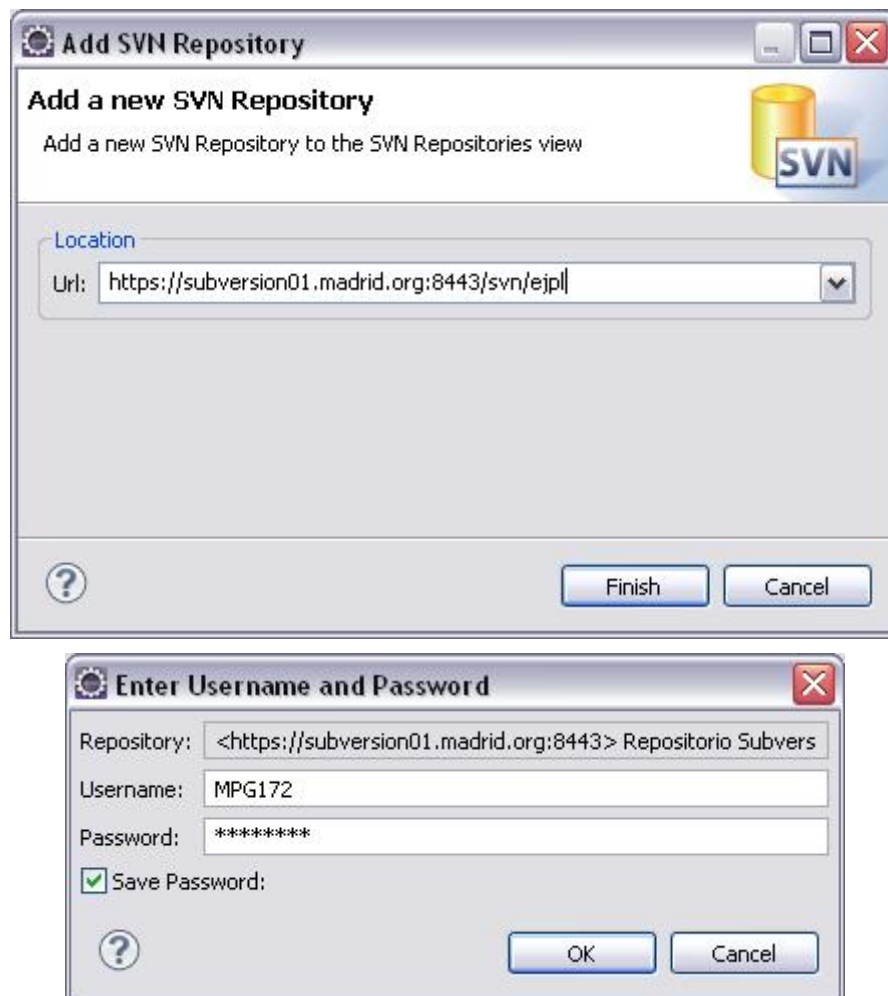 Add SVN Repository
Add a new SVN Repository
Add a new SVN Repository to the SVN Repositories view
SVN
Location
Url: https://subversion01.madrid.org:8443/svn/ejpl
?
Finish Cancel
Enter Username and Password
Repository: <https://subversion01.madrid.org:8443> Repositorio Subvers
Username: MPG172
Password: ********
Save Password:
?
OK Cancel